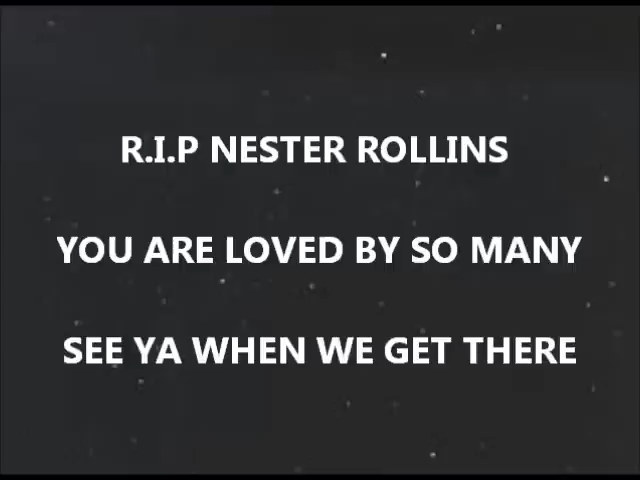 R.I.P NESTER ROLLINS
YOU ARE LOVED BY SO MANY
SEE YA WHEN WE GET THERE